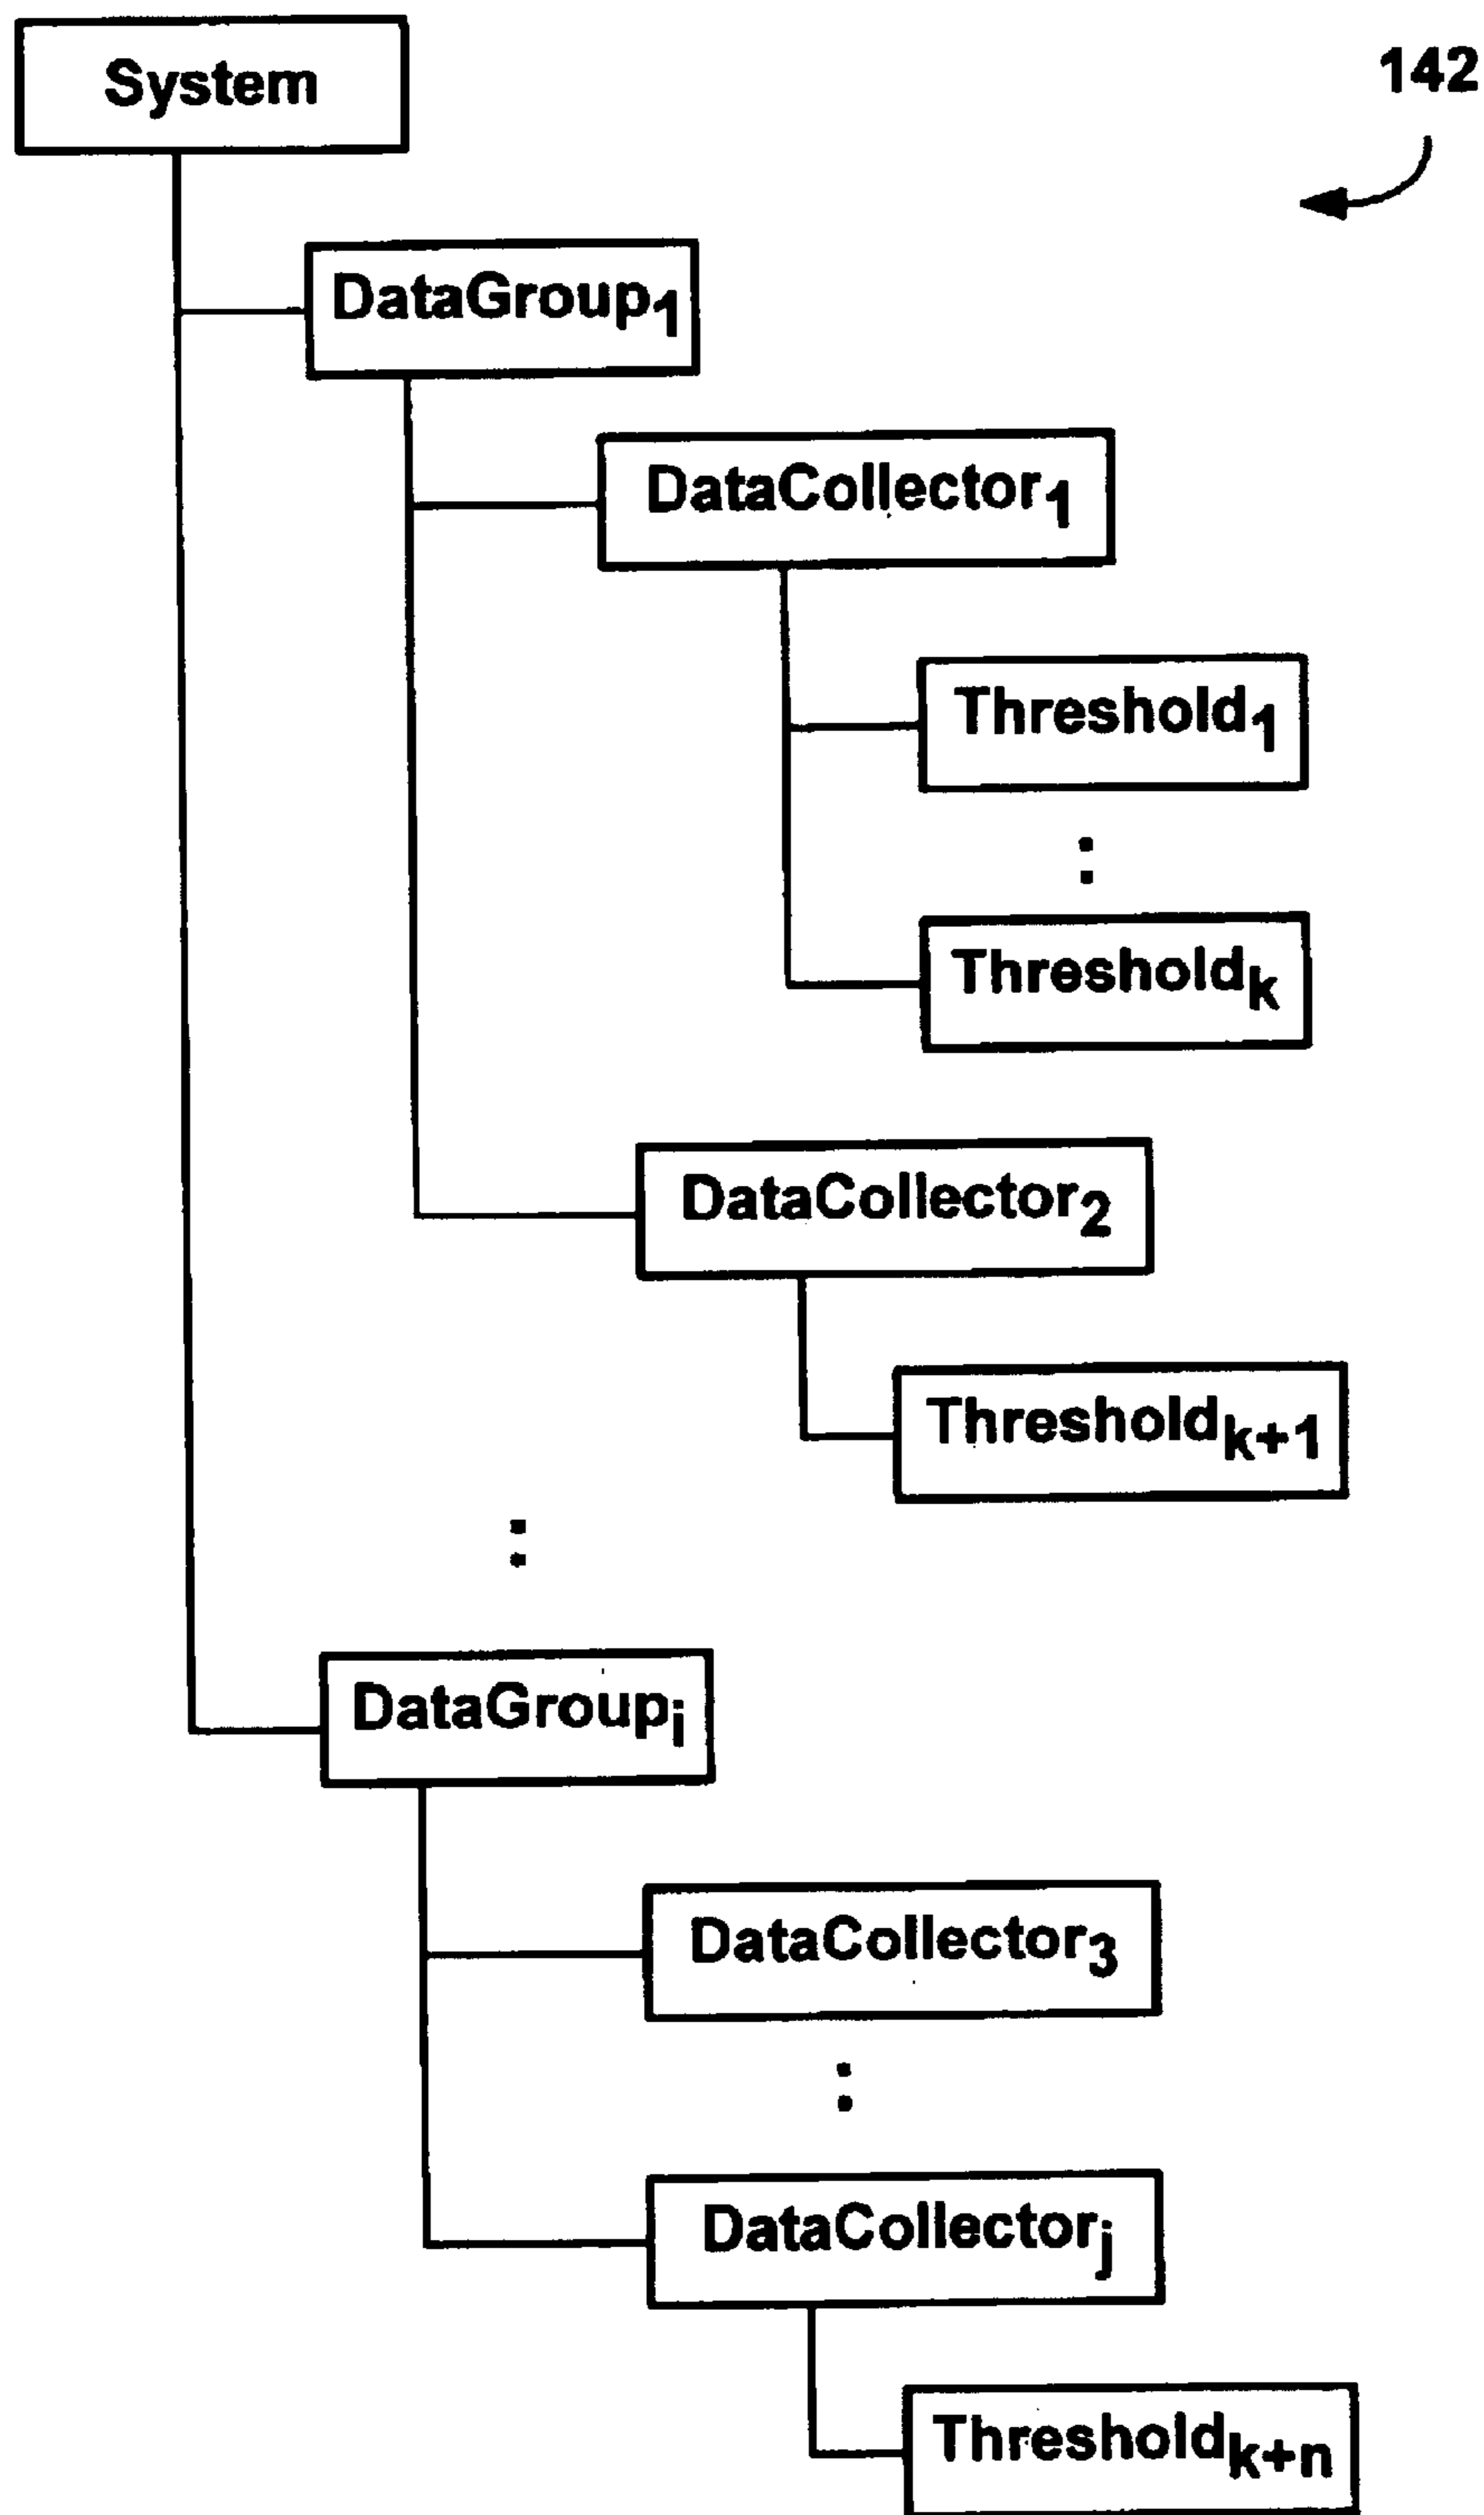 System
142
DataGroup1
DataCollector1
Threshold1
:
Thresholdk
DataCollector2
Thresholdk+1
:
DataGroupi
DataCollector3
:
DataCollectorj
Thresholdk+n